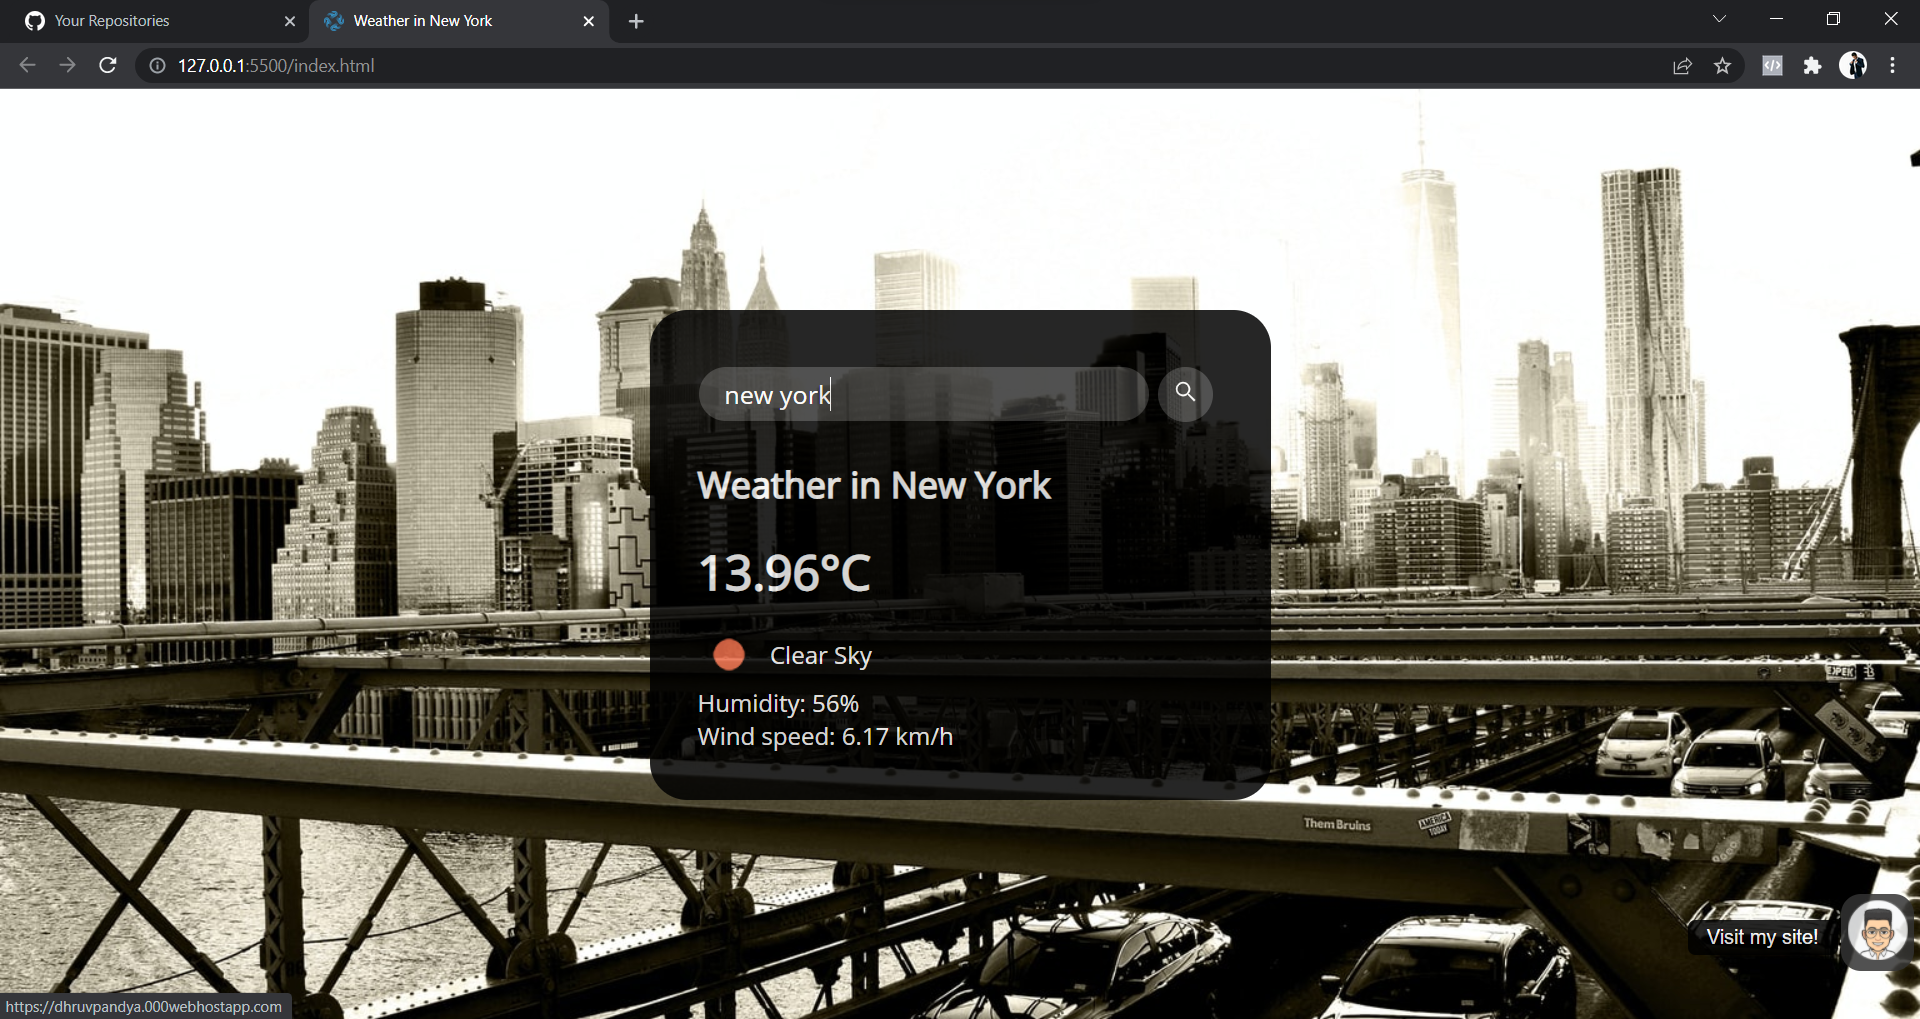 Your Repositories
Weather in New York
127.0.0.1:5500/index.html
new york
Weather in New York
13.96°C
Clear Sky
Humidity: 56%
Wind speed: 6.17 km/h
Them Bruins
AMERICA
TODAY
Visit my site!
https://dhruvpandya.000webhostapp.com